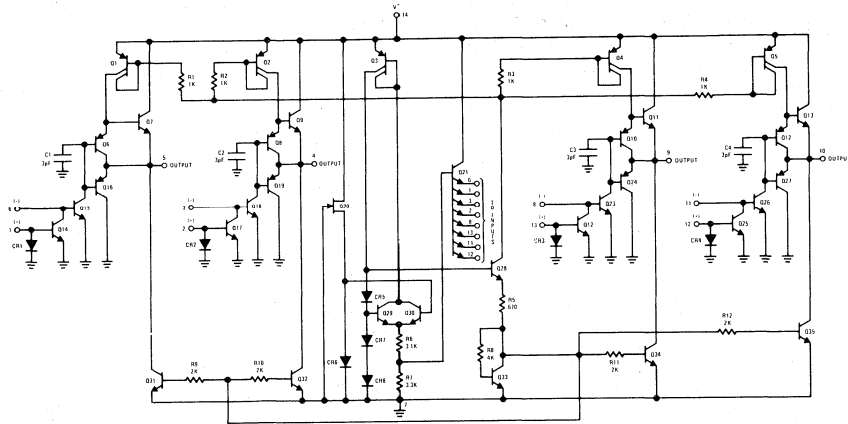 V+
14
Q1
Q2
Q3
Q4
Q5
R1
1K
R2
1K
R3
1K
R4
1K
Q7
Q9
Q11
Q13
C1
3pF
Q6
C2
3pF
Q8
C3
3pF
Q10
C4
3pF
Q12
5
OUTPUT
4
OUTPUT
9
OUTPUT
10
OUTPUT
Q16
Q19
Q24
Q27
Q21
6
1
3
2
8
13
11
12
TO INPUTS
(-)
6
Q15
(-)
3
Q18
Q20
(-)
8
Q23
(-)
11
Q26
(+)
1
Q14
(+)
2
Q17
(+)
13
Q12
(+)
12
Q25
CR1
CR2
CR3
CR4
Q28
CR5
Q29
Q30
R5
670
R6
3.1K
CR7
CR6
R8
4K
R12
2K
Q35
R9
2K
R10
2K
R11
2K
Q31
Q32
CR8
R7
3.3K
Q33
Q34
7